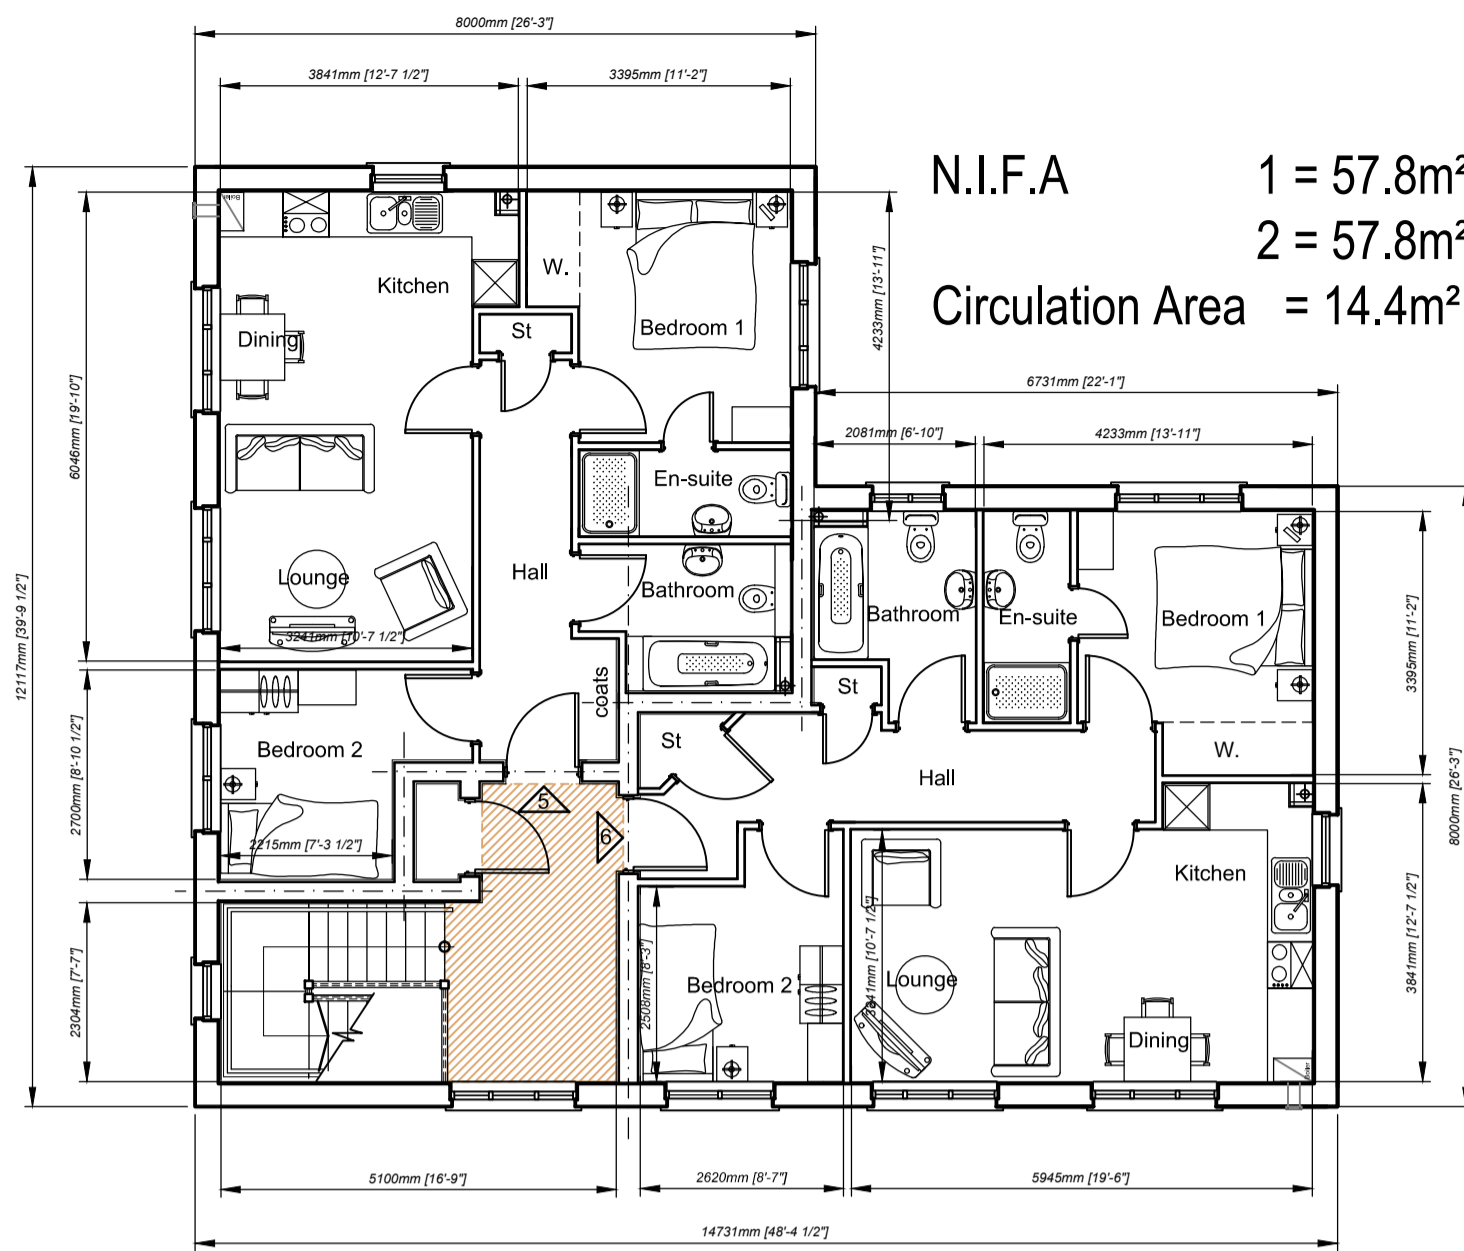 8000mm [26'-3"]
3841mm [12'-7 1/2"]
3395mm [11'-2"]
N.I.F.A 1 = 57.8m²
2 = 57.8m²
Circulation Area = 14.4m²
Boiler
Kitchen
W.
Bedroom 1
St
Dining
4233mm [13'-11"]
6731mm [22'-1"]
2081mm [6'-10"]
4233mm [13'-11"]
6046mm [19'-10"]
En-suite
Hall
Lounge
Bathroom
3241mm [10'-7 1/2"]
12117mm [39'-9 1/2"]
Bathroom
En-suite
Bedroom 1
3395mm [11'-2"]
coats
St
St
W.
Hall
Bedroom 2
2700mm [8'-10 1/2"]
2215mm [7'-3 1/2"]
5
6
8000mm [26'-3"]
Kitchen
3841mm [12'-7 1/2"]
2304mm [7'-7"]
2508mm [8'-3"]
Bedroom 2
3241mm [10'-7 1/2"]
Lounge
Dining
Boiler
5100mm [16'-9"]
2620mm [8'-7"]
5945mm [19'-6"]
14731mm [48'-4 1/2"]